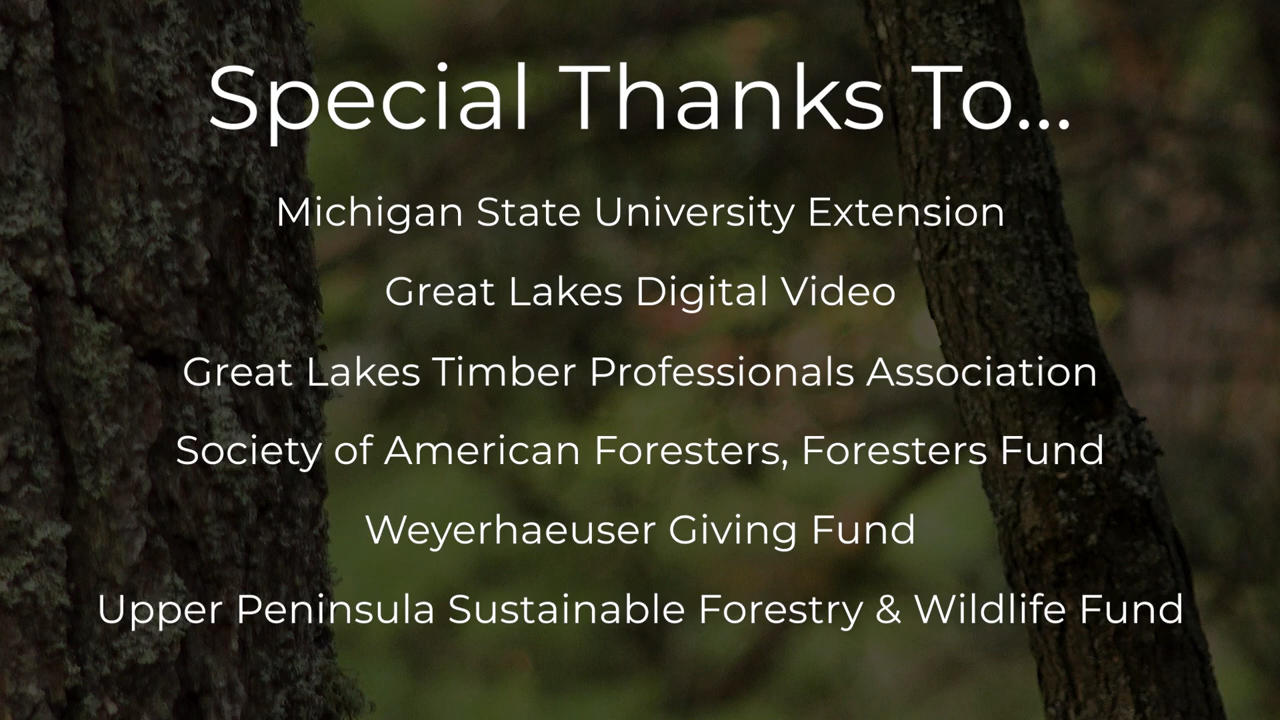 Special Thanks To...
Michigan State University Extension
Great Lakes Digital Video
Great Lakes Timber Professionals Association
Society of American Foresters, Foresters Fund
Weyerhaeuser Giving Fund
Upper Peninsula Sustainable Forestry & Wildlife Fund